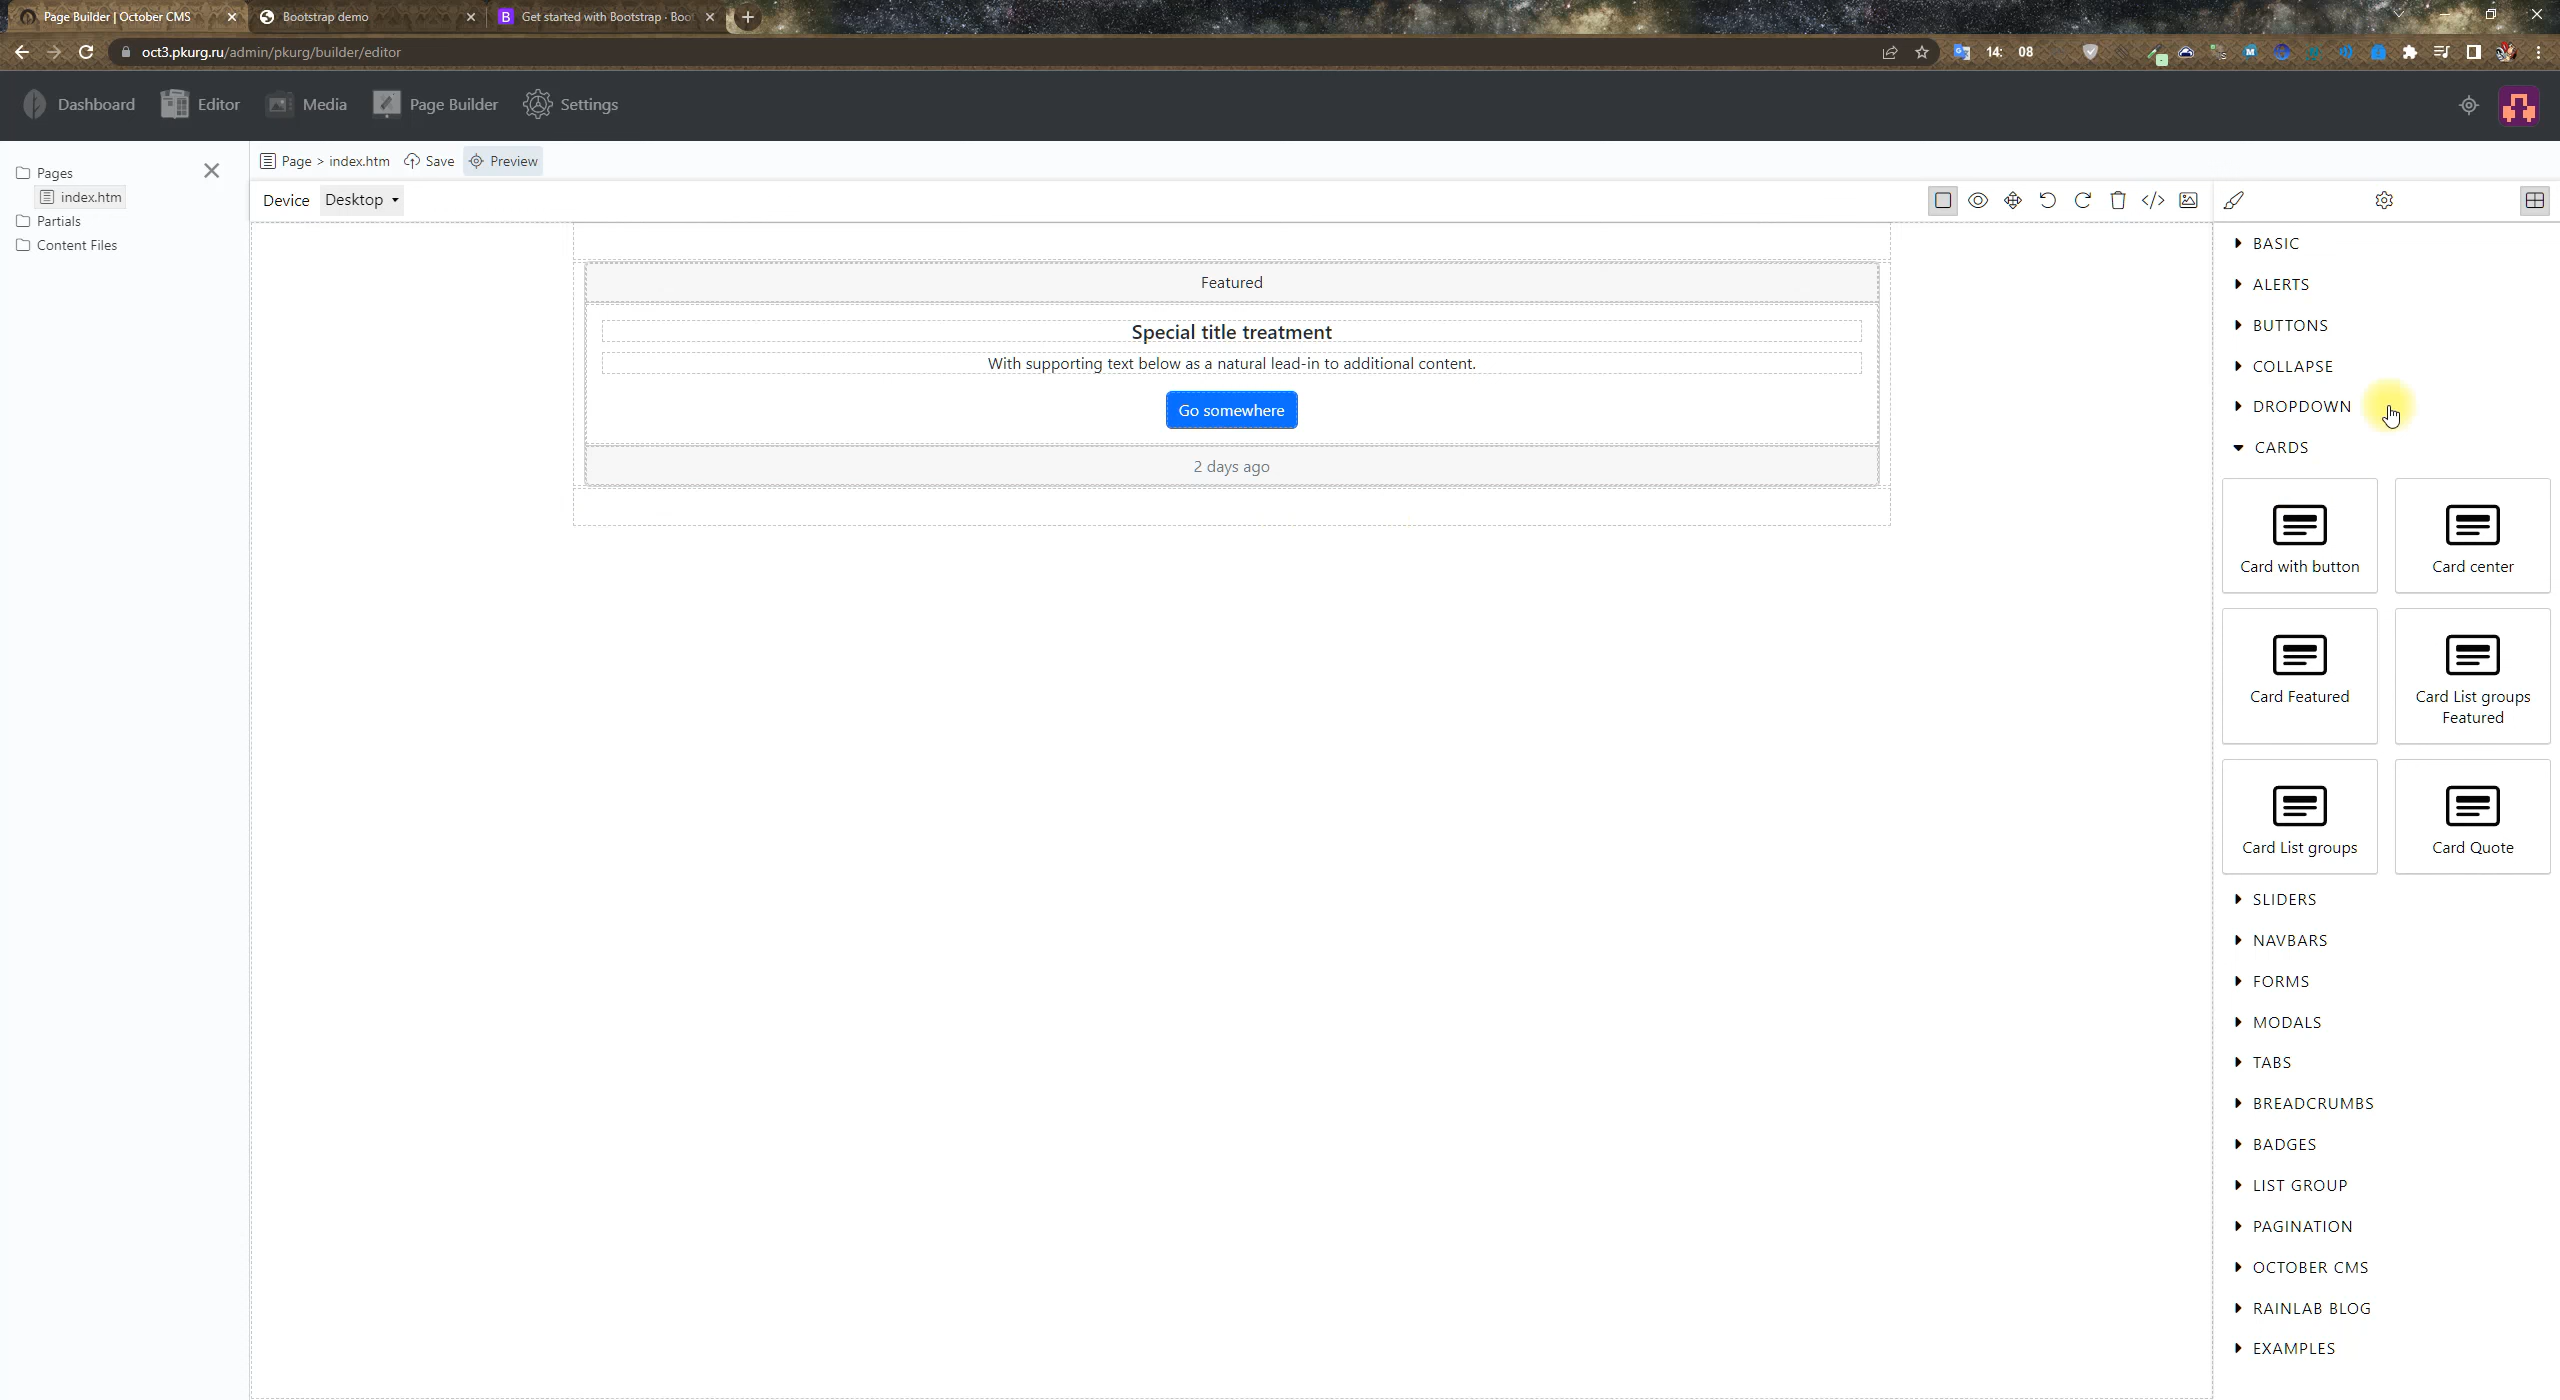 Page Builder | October CMS
Bootstrap demo
Get started with Bootstrap · Boo
oct3.pkurg.ru/admin/pkurg/builder/editor
14: 08
Dashboard
Editor
Media
Page Builder
Settings
Pages
index.htm
Partials
Content Files
Page > index.htm
Save
Preview
Device
Desktop
Featured
Special title treatment
With supporting text below as a natural lead-in to additional content.
Go somewhere
2 days ago
BASIC
ALERTS
BUTTONS
COLLAPSE
DROPDOWN
CARDS
Card with button
Card center
Card Featured
Card List groups
Featured
Card List groups
Card Quote
SLIDERS
NAVBARS
FORMS
MODALS
TABS
BREADCRUMBS
BADGES
LIST GROUP
PAGINATION
OCTOBER CMS
RAINLAB BLOG
EXAMPLES